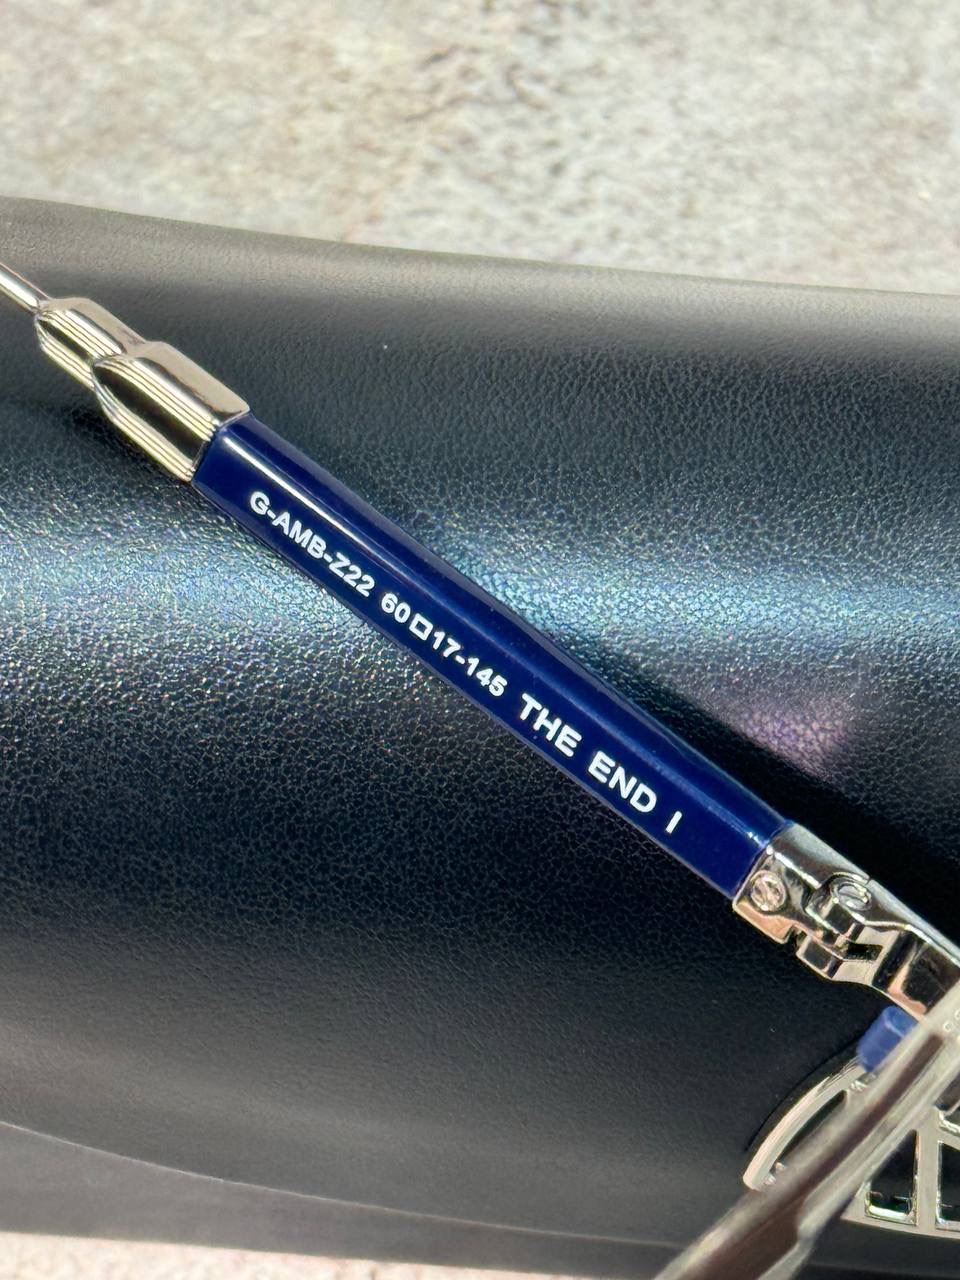 G-AMB-Z22 60□17-145 THE END I